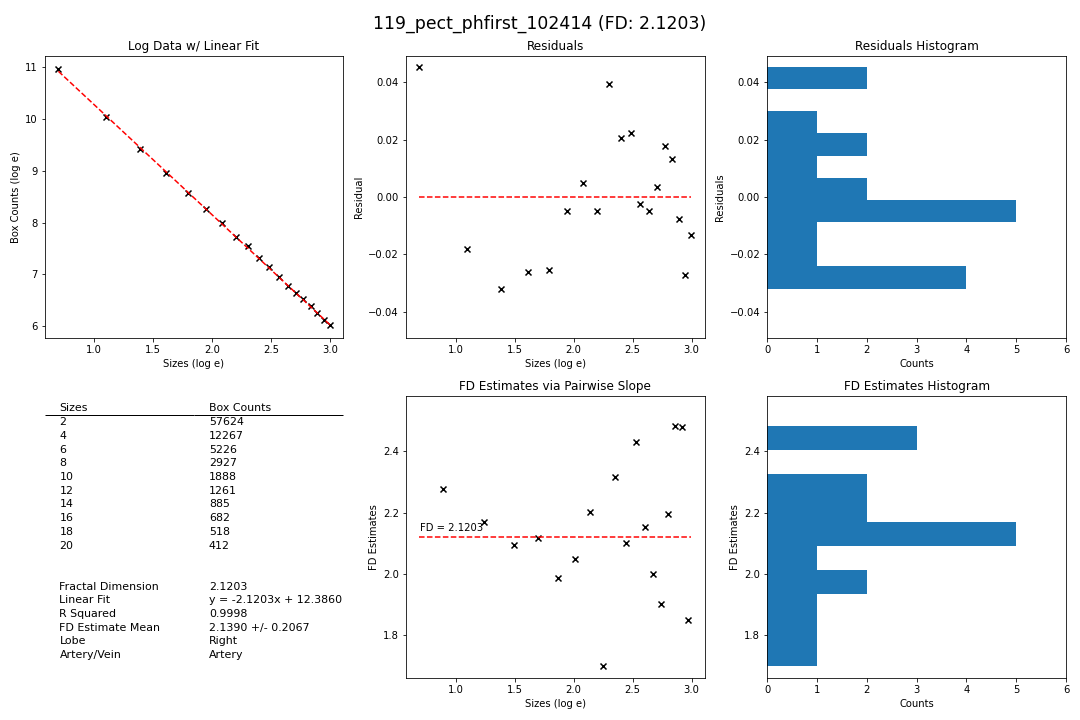 119_pect_phfirst_102414 (FD: 2.1203)
Log Data w/ Linear Fit
Box Counts (log e)
11
10
9
8
7
6
1.0 1.5 2.0 2.5 3.0
Sizes (log e)
Residuals
Residual
0.04
0.02
0.00
−0.02
−0.04
1.0 1.5 2.0 2.5 3.0
Sizes (log e)
Residuals Histogram
Residuals
0.04
0.02
0.00
−0.02
−0.04
0 1 2 3 4 5 6
Counts
Sizes Box Counts
2 57624
4 12267
6 5226
8 2927
10 1888
12 1261
14 885
16 682
18 518
20 412
Fractal Dimension 2.1203
Linear Fit y = -2.1203x + 12.3860
R Squared 0.9998
FD Estimate Mean 2.1390 +/- 0.2067
Lobe Right
Artery/Vein Artery
FD Estimates via Pairwise Slope
FD Estimates
2.4
2.2
2.0
1.8
FD = 2.1203
1.0 1.5 2.0 2.5 3.0
Sizes (log e)
FD Estimates Histogram
FD Estimates
2.4
2.2
2.0
1.8
0 1 2 3 4 5 6
Counts